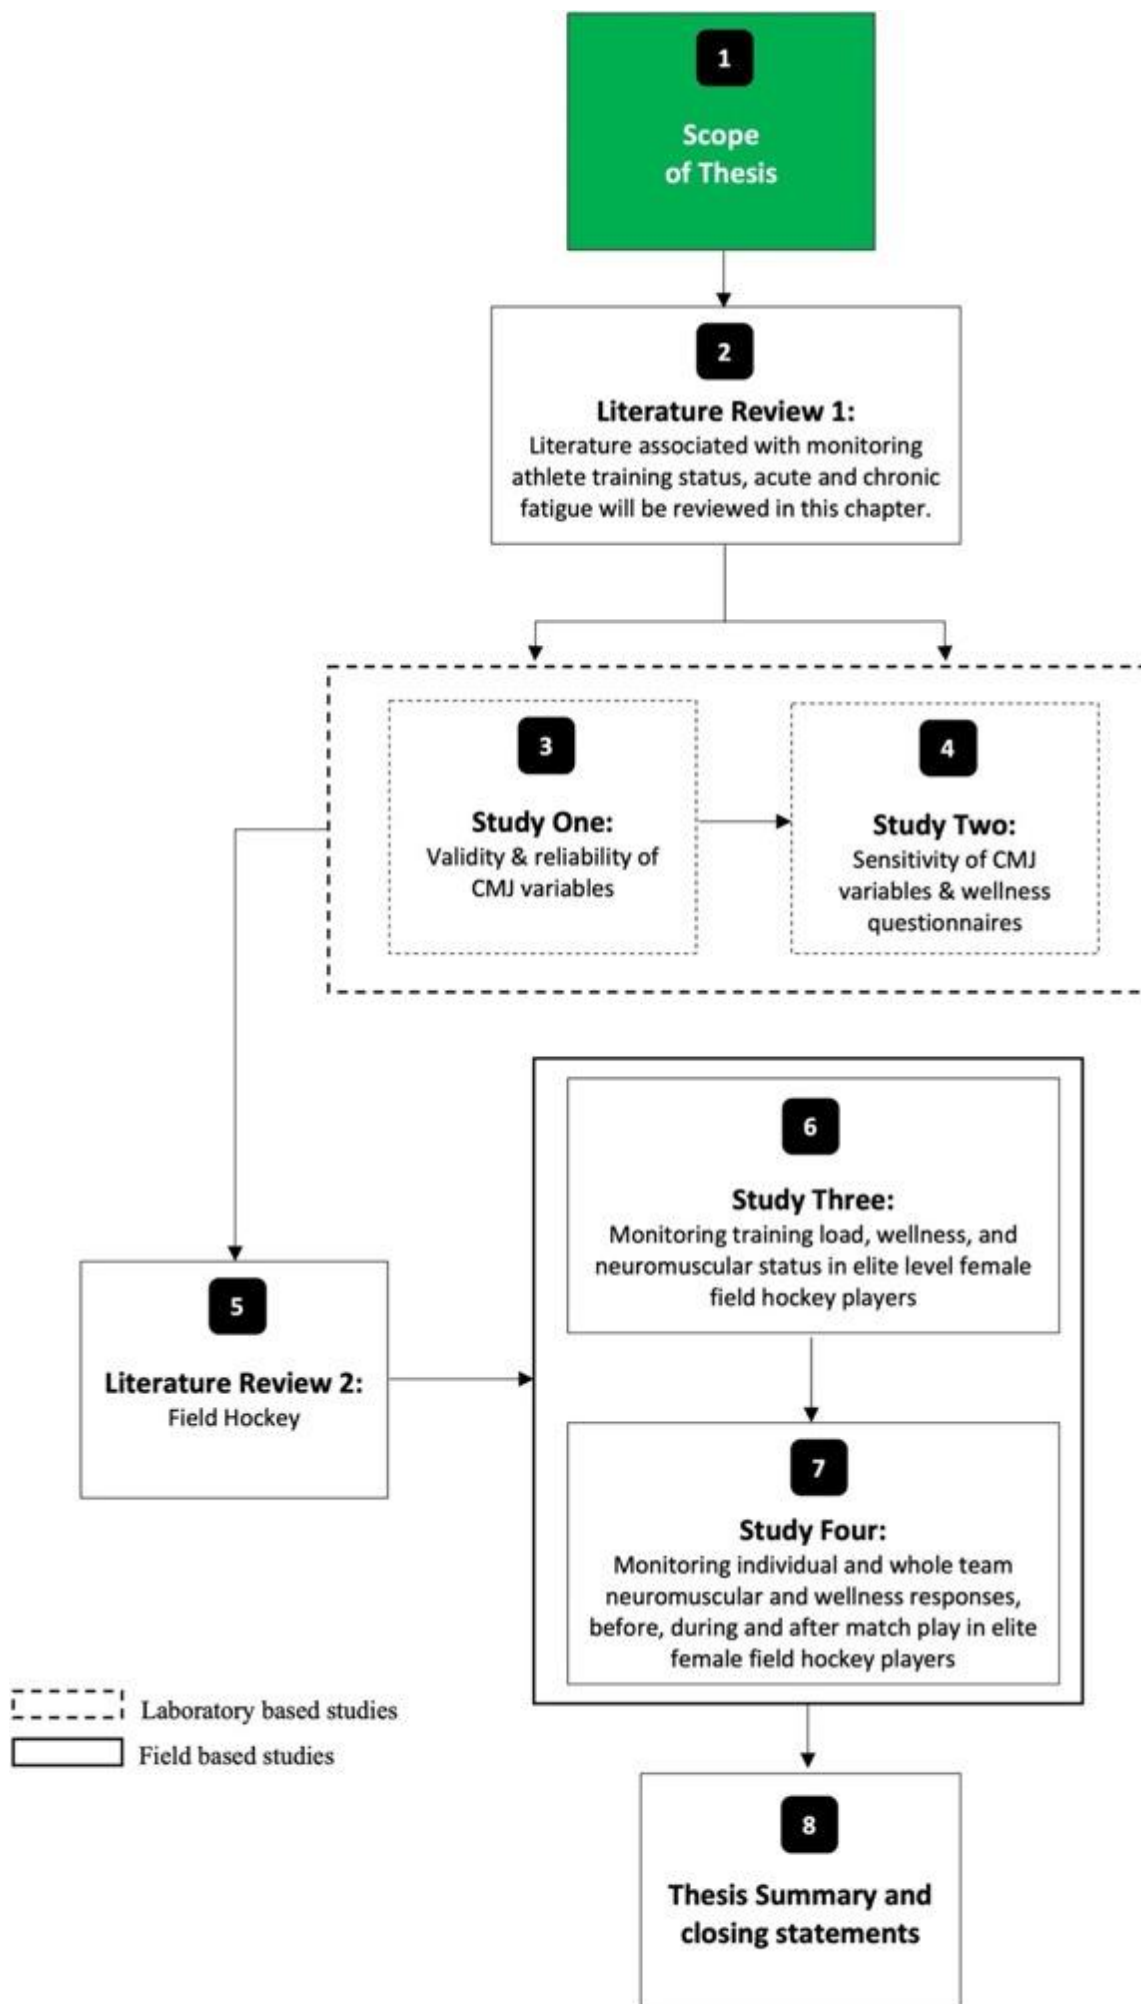 1
Scope
of Thesis
2
Literature Review 1:
Literature associated with monitoring
athlete training status, acute and chronic
fatigue will be reviewed in this chapter.
3
Study One:
Validity & reliability of
CMJ variables
4
Study Two:
Sensitivity of CMJ
variables & wellness
questionnaires
5
Literature Review 2:
Field Hockey
6
Study Three:
Monitoring training load, wellness, and
neuromuscular status in elite level female
field hockey players
7
Study Four:
Monitoring individual and whole team
neuromuscular and wellness responses,
before, during and after match play in elite
female field hockey players
Laboratory based studies
Field based studies
8
Thesis Summary and
closing statements